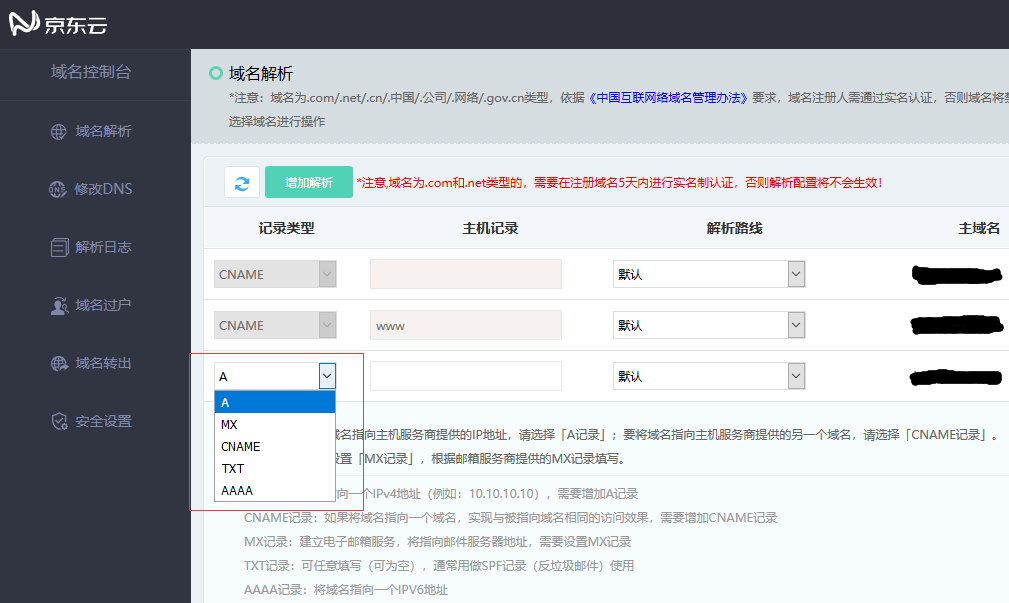 京东云
域名控制台
域名解析
修改DNS
解析日志
域名过户
域名转出
安全设置
域名解析
*注意：域名为.com/.net/.cn/.中国/.公司/.网络/.gov.cn类型，依据《中国互联网络域名管理办法》要求，域名注册人需通过实名认证，否则域名将
选择域名进行操作
增加解析 *注意,域名为.com和.net类型的，需要在注册域名5天内进行实名制认证，否则解析配置将不会生效！
记录类型 主机记录 解析路线 主域名
CNAME 默认
CNAME www 默认
A 默认
A
MX
CNAME
TXT
AAAA
域名指向主机服务商提供的IP地址，请选择「A记录」；要将域名指向主机服务商提供的另一个域名，请选择「CNAME记录」。
设置「MX记录」，根据邮箱服务商提供的MX记录填写。
向一个IPv4地址（例如：10.10.10.10），需要增加A记录
CNAME记录：如果将域名指向一个域名，实现与被指向域名相同的访问效果，需要增加CNAME记录
MX记录：建立电子邮箱服务，将指向邮件服务器地址，需要设置MX记录
TXT记录：可任意填写（可为空），通常用做SPF记录（反垃圾邮件）使用
AAAA记录：将域名指向一个IPV6地址